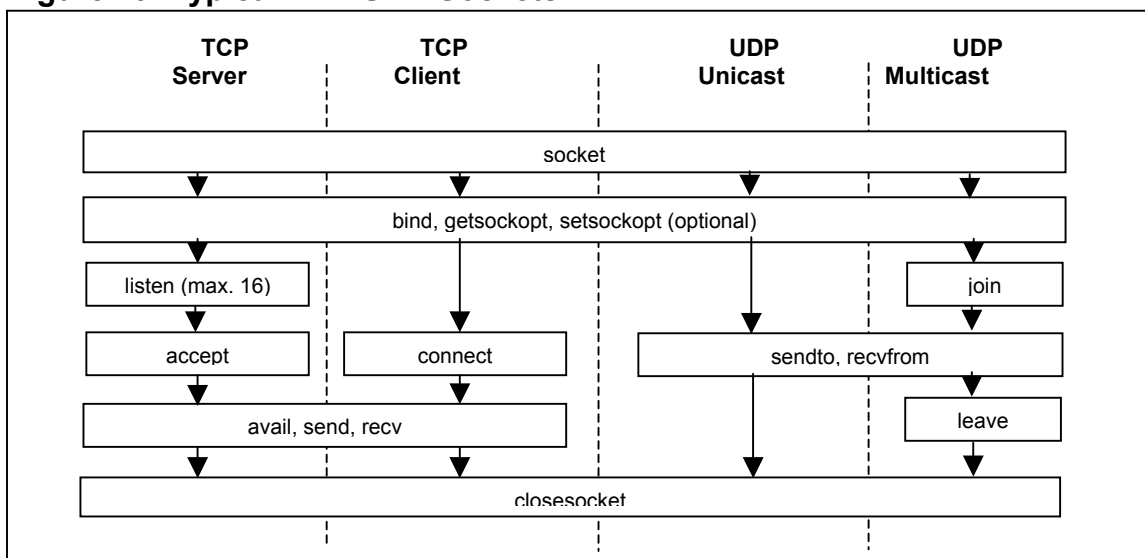 TCP Server
TCP Client
UDP Unicast
UDP Multicast
socket
bind, getsockopt, setsockopt (optional)
listen (max. 16)
join
accept
connect
sendto, recvfrom
avail, send, recv
leave
closesocket